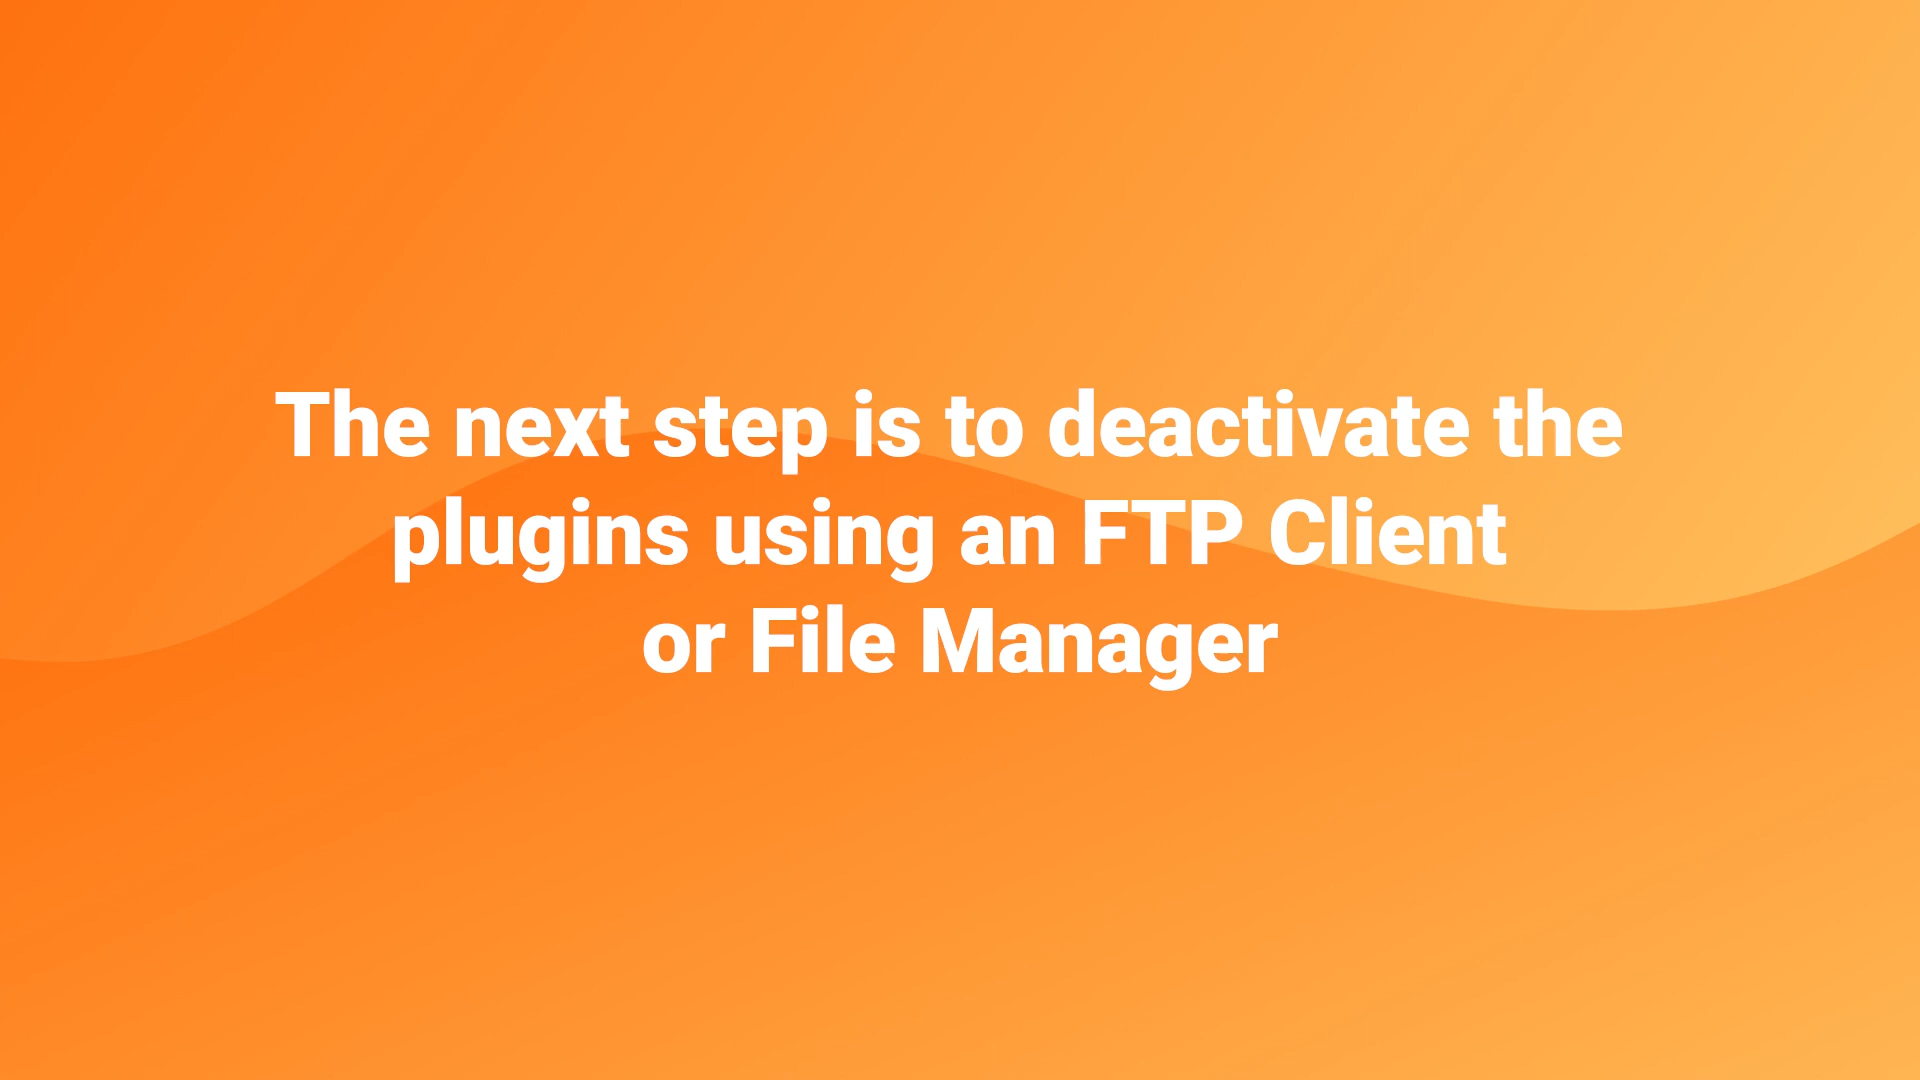 The next step is to deactivate the
plugins using an FTP Client
or File Manager